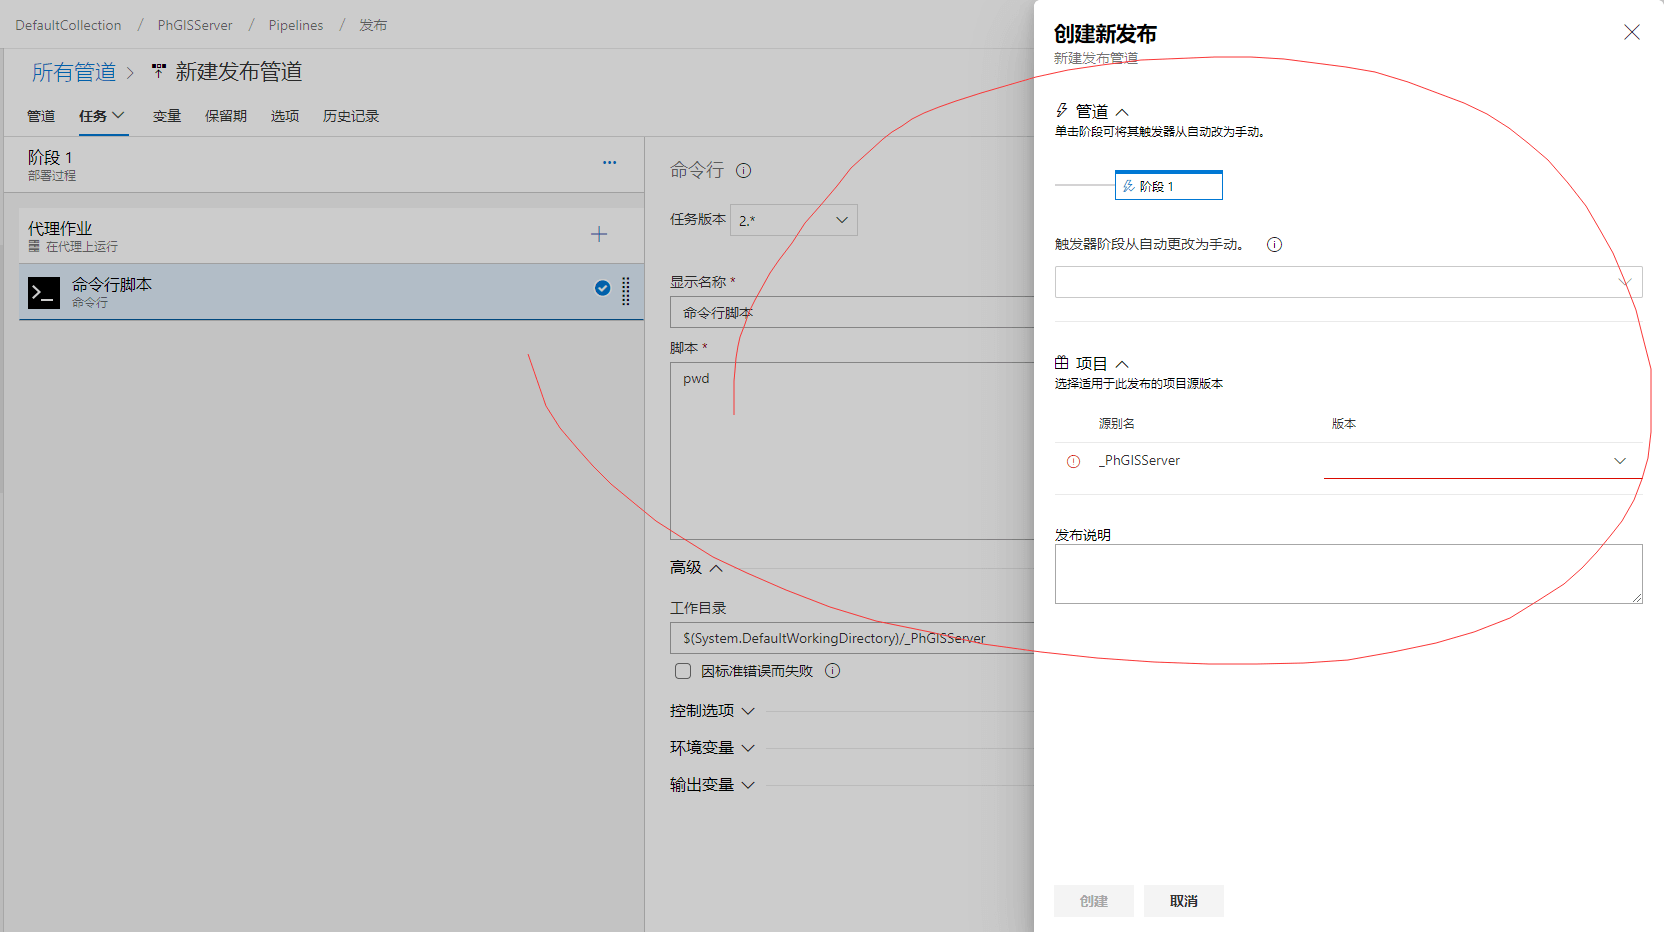 DefaultCollection / PhGISServer / Pipelines / 发布
所有管道 > 新建发布管道
管道 任务 变量 保留期 选项 历史记录
阶段 1
部署过程
代理作业
在代理上运行
命令行脚本
命令行
命令行
任务版本 2.*
显示名称 *
命令行脚本
脚本 *
pwd
高级
工作目录
$(System.DefaultWorkingDirectory)/_PhGISServer
因标准错误而失败
控制选项
环境变量
输出变量
创建新发布
新建发布管道
管道
单击阶段可将其触发器从自动改为手动。
阶段 1
触发器阶段从自动更改为手动。
项目
选择适用于此发布的项目源版本
源别名 版本
_PhGISServer
发布说明
创建 取消